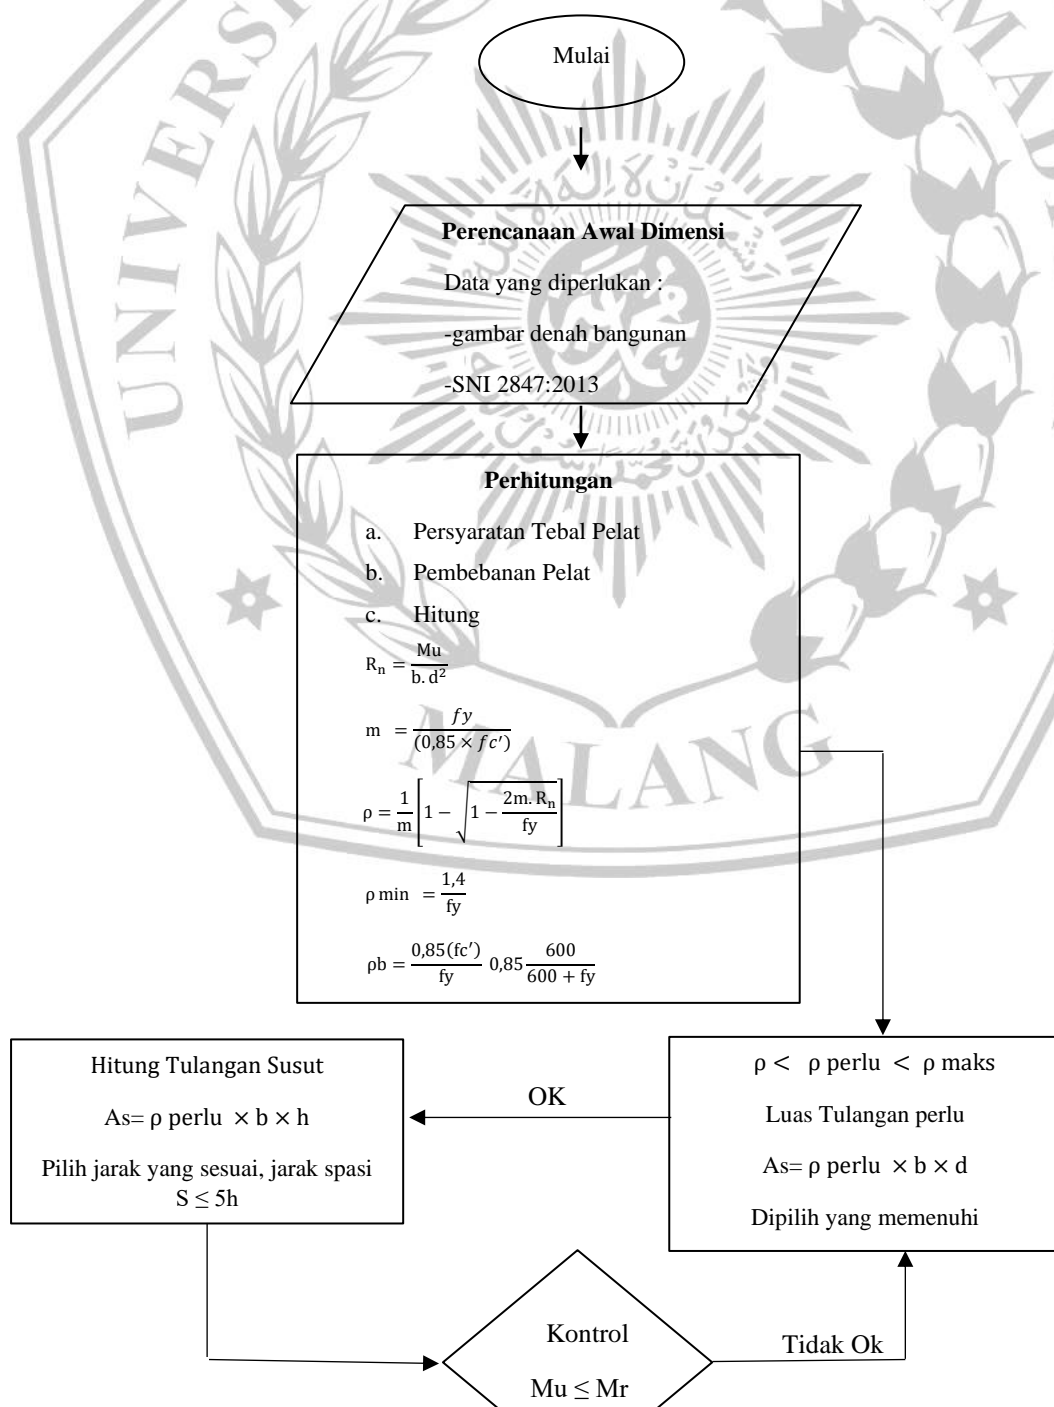 UNIVERS
MA
Mulai
Perencanaan Awal Dimensi
Data yang diperlukan :
-gambar denah bangunan
-SNI 2847:2013
Perhitungan
a. Persyaratan Tebal Pelat
b. Pembebanan Pelat
c. Hitung
Rₙ = Mu / b. d²
m = fy / (0,85 × fc′)
ρ = 1/m [1 − √(1 − 2m. Rₙ / fy)]
ρ min = 1,4 / fy
ρb = 0,85(fc′) / fy 0,85 600 / 600 + fy
MALANG
ρ < ρ perlu < ρ maks
Luas Tulangan perlu
As= ρ perlu × b × d
Dipilih yang memenuhi
OK
Hitung Tulangan Susut
As= ρ perlu × b × h
Pilih jarak yang sesuai, jarak spasi
S ≤ 5h
Kontrol
Mu ≤ Mr
Tidak Ok